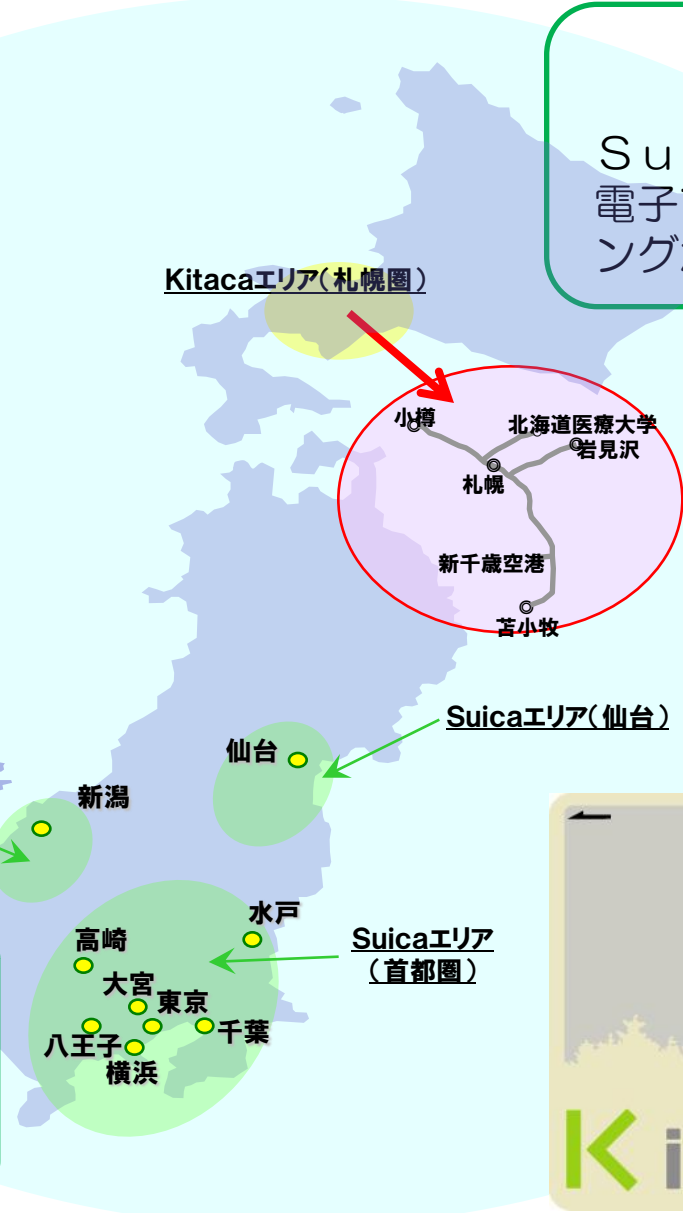 Ｓｕ
電子
ング
Kitacaエリア（札幌圏）
小樽
北海道医療大学
岩見沢
札幌
新千歳空港
苫小牧
Suicaエリア（仙台）
仙台
新潟
水戸
Suicaエリア
（首都圏）
高崎
大宮
東京
千葉
八王子
横浜
Ki